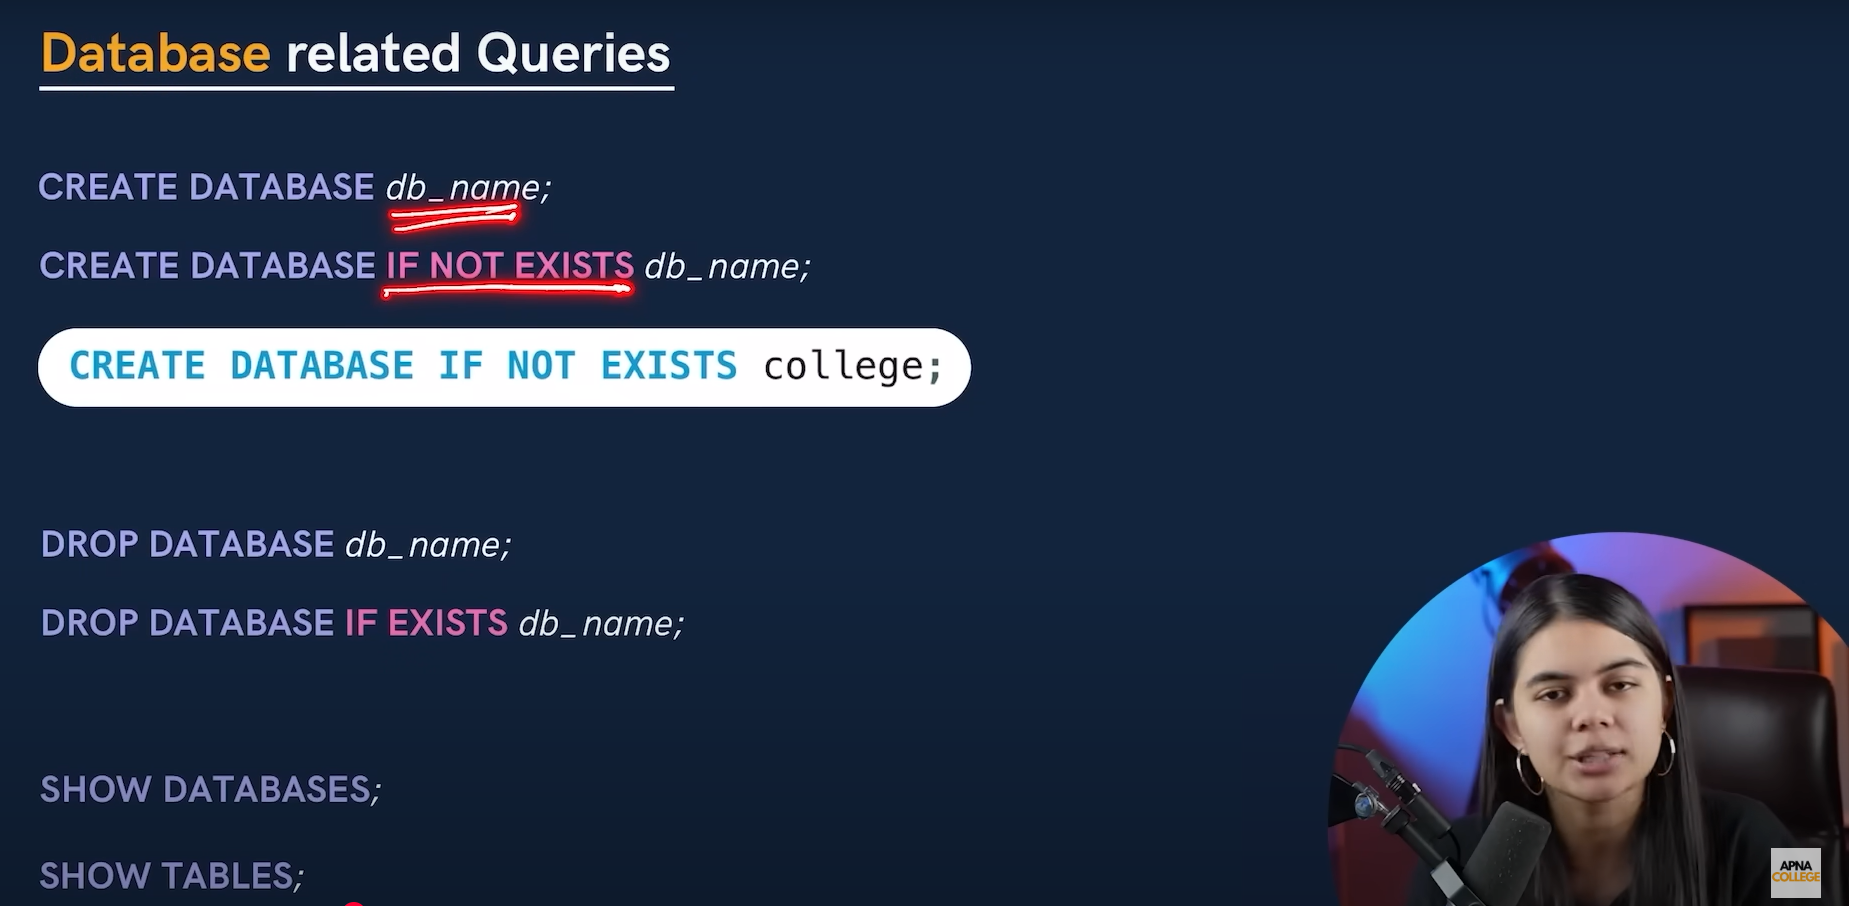 Database related Queries
CREATE DATABASE db_name;
CREATE DATABASE IF NOT EXISTS db_name;
CREATE DATABASE IF NOT EXISTS college;
DROP DATABASE db_name;
DROP DATABASE IF EXISTS db_name;
SHOW DATABASES;
SHOW TABLES;
APNA
COLLEGE